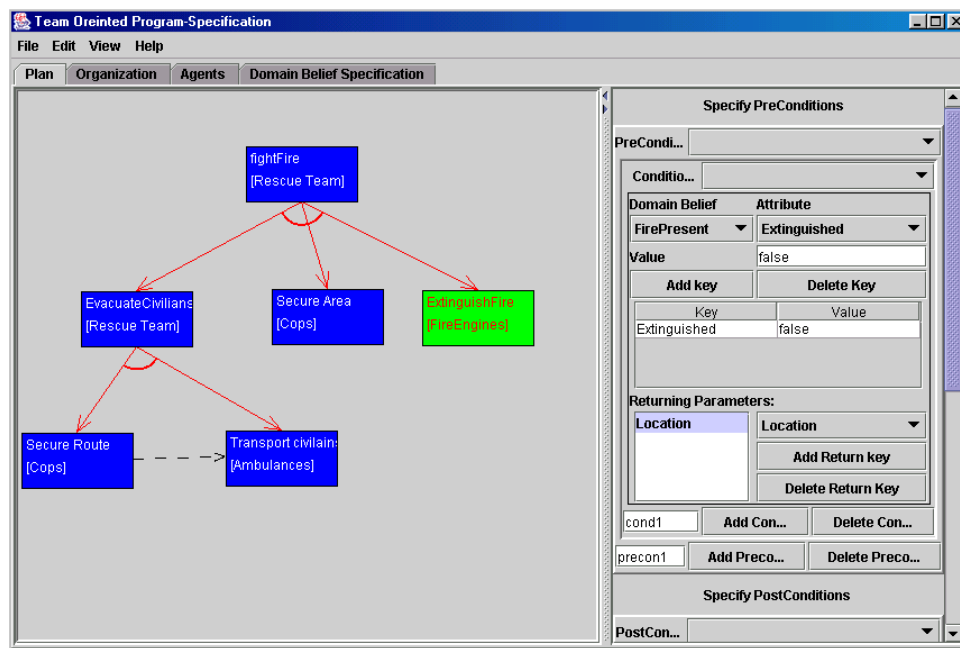 Team Oreinted Program-Specification
File Edit View Help
Plan Organization Agents Domain Belief Specification
fightFire
[Rescue Team]
EvacuateCivilians
[Rescue Team]
Secure Area
[Cops]
ExtinguishFire
[FireEngines]
Secure Route
[Cops]
Transport civilains
[Ambulances]
Specify PreConditions
PreCondi...
Conditio...
Domain Belief Attribute
FirePresent Extinguished
Value false
Add key Delete Key
Key Value
Extinguished false
Returning Parameters:
Location Location
Add Return key
Delete Return Key
cond1 Add Con... Delete Con...
precon1 Add Preco... Delete Preco...
Specify PostConditions
PostCon...